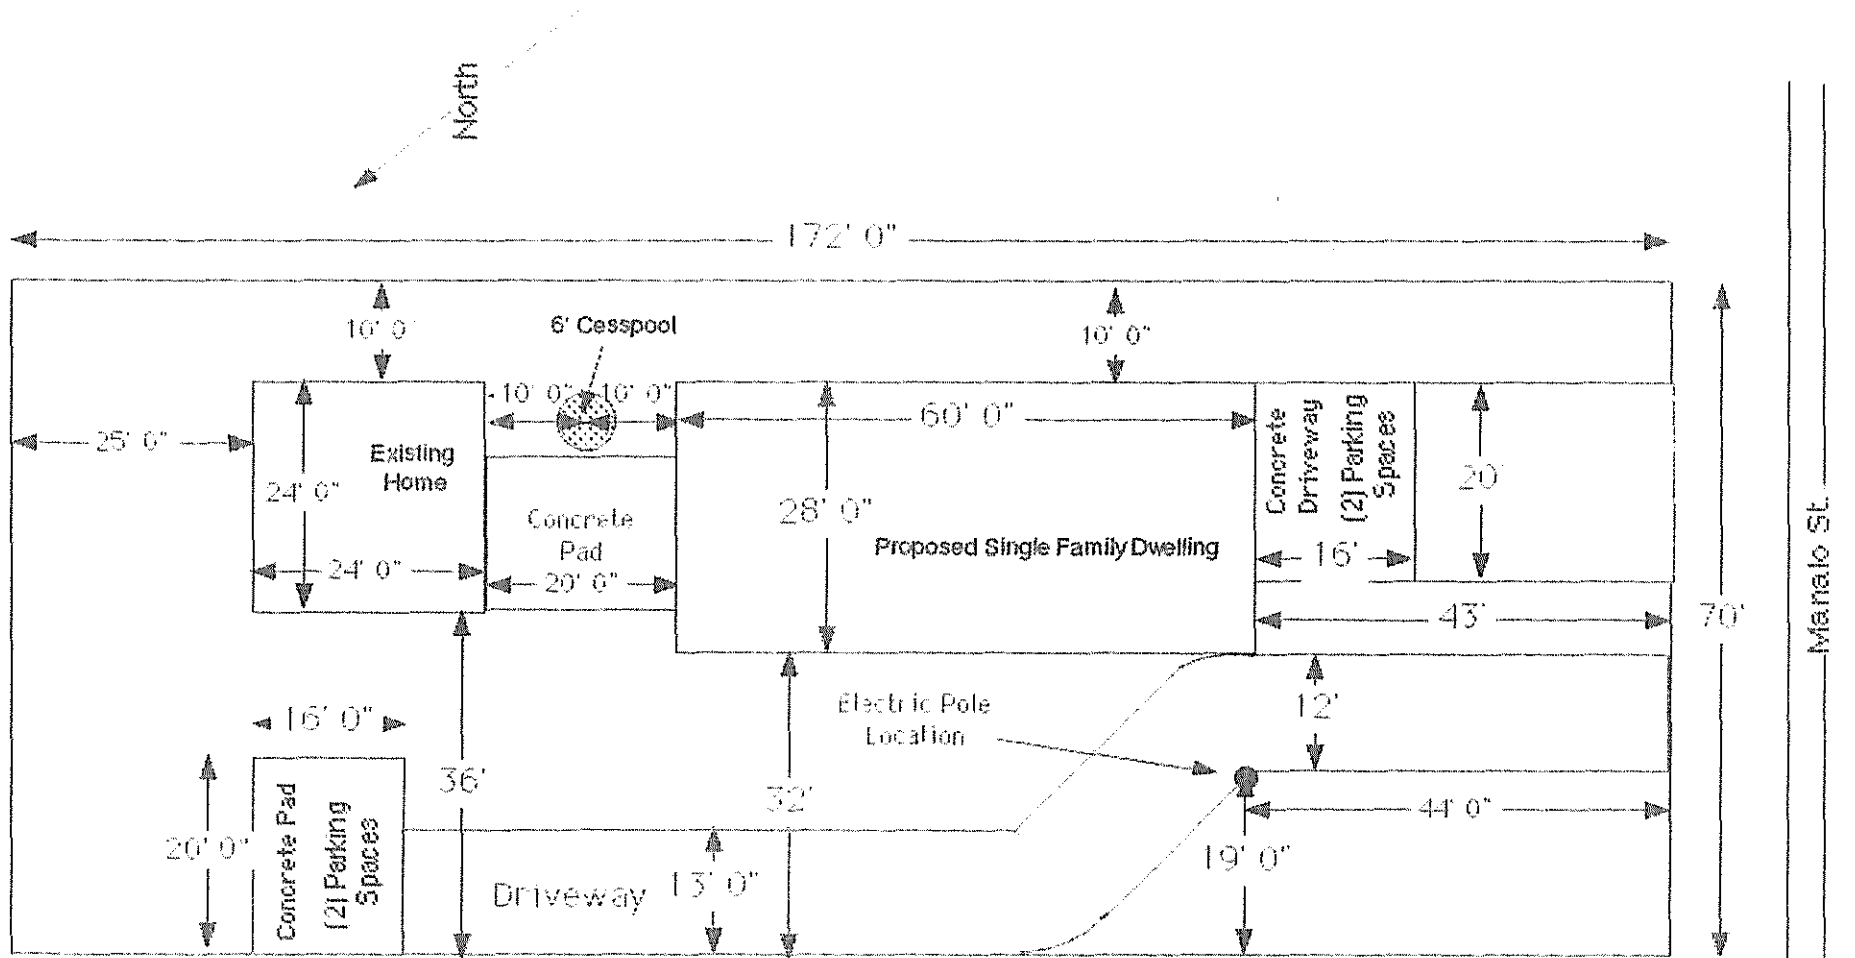 North
172' 0"
10' 0'
6' Cesspool
10' 0"
10' 0"
10' 0"
60' 0"
25' 0"
Existing
Home
24' 0"
24' 0"
Concrete
Pad
20' 0"
28' 0"
Proposed Single Family Dwelling
Concrete
Driveway
(2) Parking
Spaces
16'
20'
43'
70'
Manalo St.
16' 0"
36'
32'
Electric Pole
Location
12'
44' 0"
20' 0"
Concrete Pad
(2) Parking
Spaces
Driveway
13' 0"
19' 0"